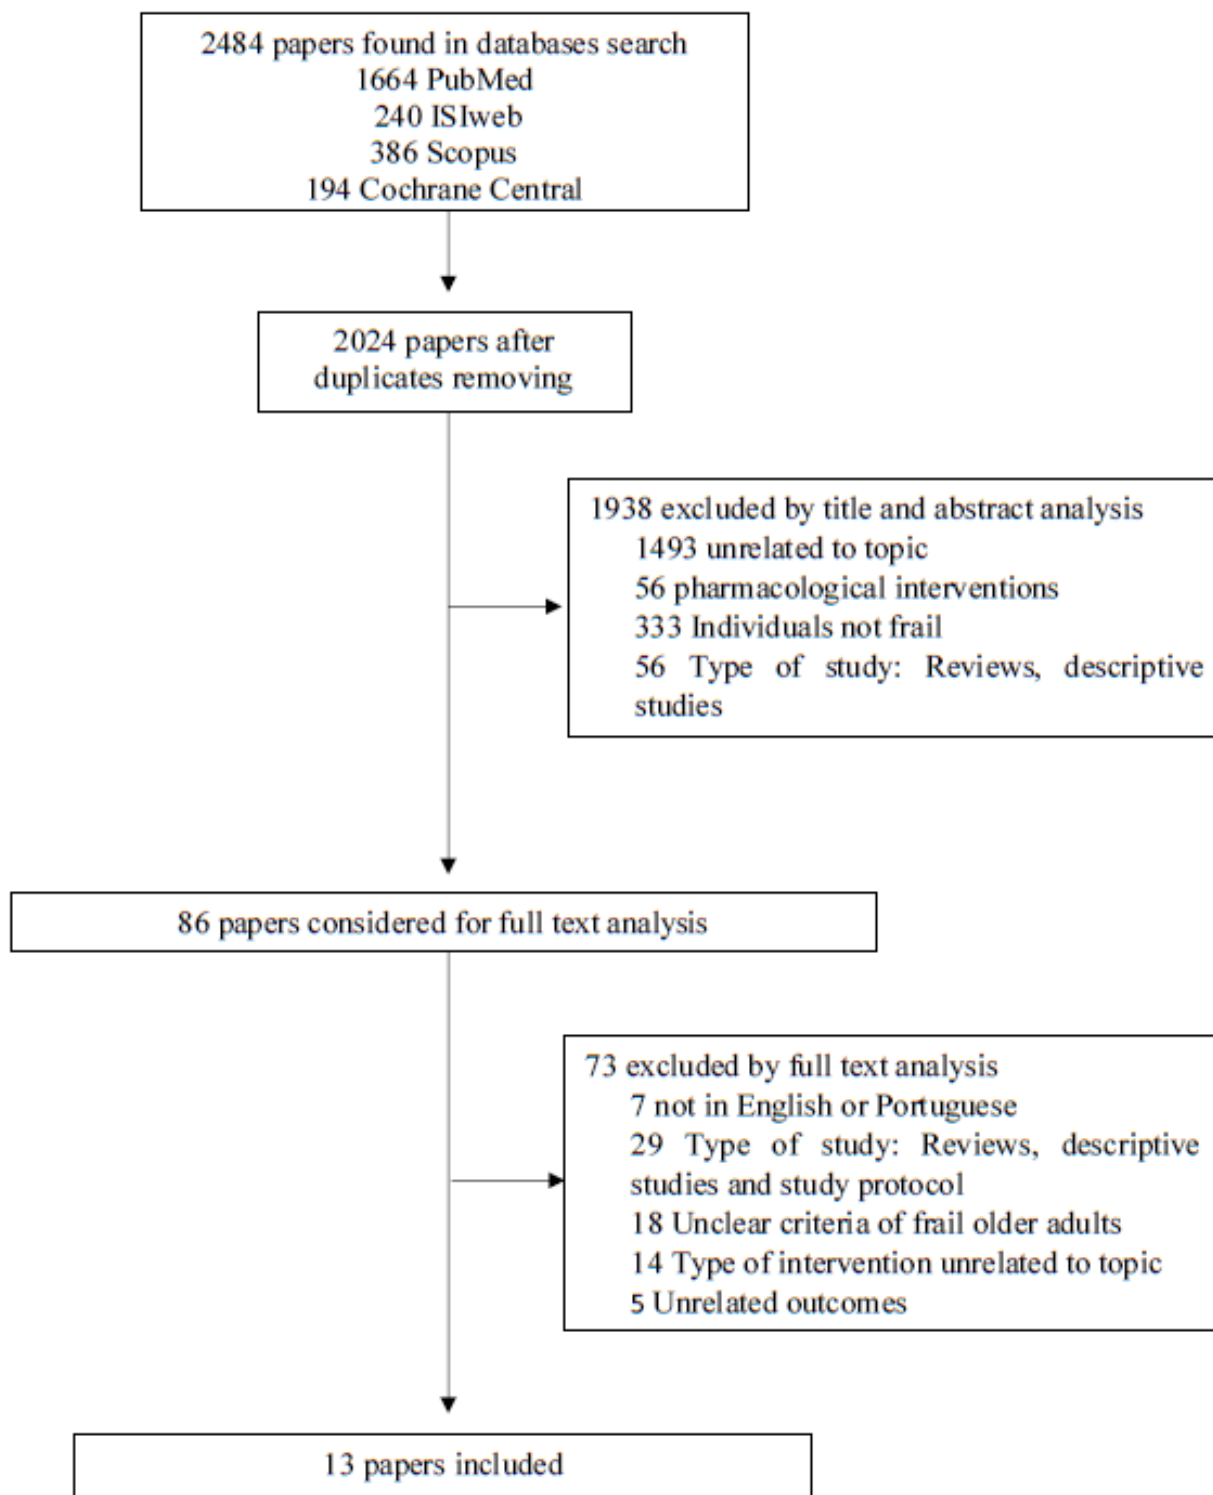 2484 papers found in databases search
1664 PubMed
240 ISIweb
386 Scopus
194 Cochrane Central
2024 papers after
duplicates removing
1938 excluded by title and abstract analysis
1493 unrelated to topic
56 pharmacological interventions
333 Individuals not frail
56 Type of study: Reviews, descriptive
studies
86 papers considered for full text analysis
73 excluded by full text analysis
7 not in English or Portuguese
29 Type of study: Reviews, descriptive
studies and study protocol
18 Unclear criteria of frail older adults
14 Type of intervention unrelated to topic
5 Unrelated outcomes
13 papers included